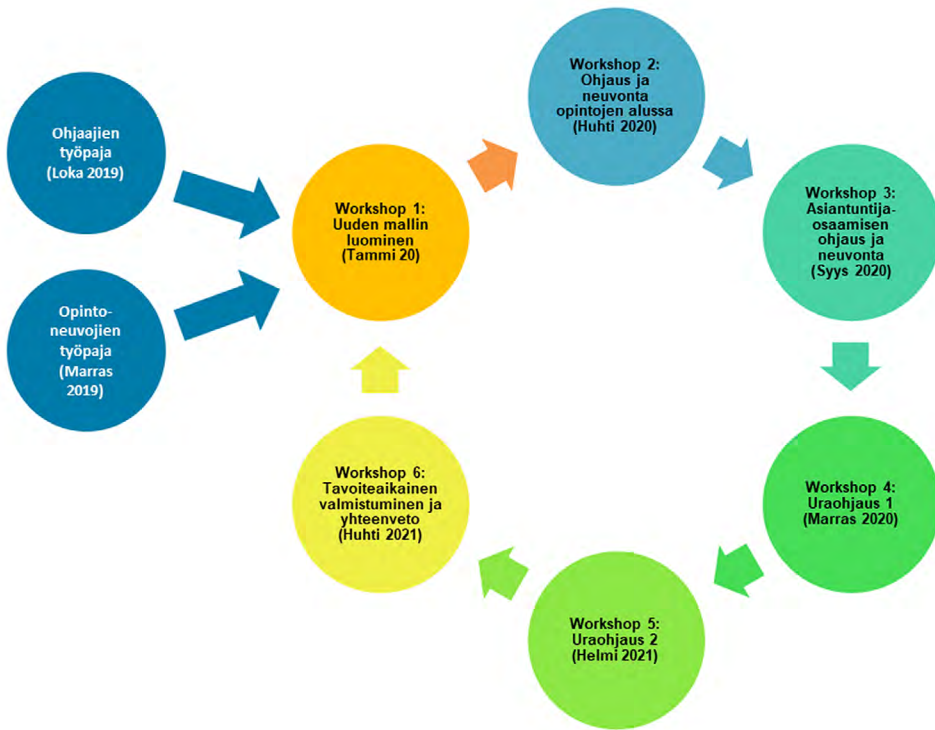 Ohjaajien
työpaja
(Loka 2019)
Opinto-
neuvojien
työpaja
(Marras
2019)
Workshop 1:
Uuden mallin
luominen
(Tammi 20)
Workshop 2:
Ohjaus ja
neuvonta
opintojen alussa
(Huhti 2020)
Workshop 3:
Asiantuntija-
osaamisen
ohjaus ja
neuvonta
(Syys 2020)
Workshop 4:
Uraohjaus 1
(Marras 2020)
Workshop 5:
Uraohjaus 2
(Helmi 2021)
Workshop 6:
Tavoiteaikainen
valmistuminen ja
yhteenveto
(Huhti 2021)